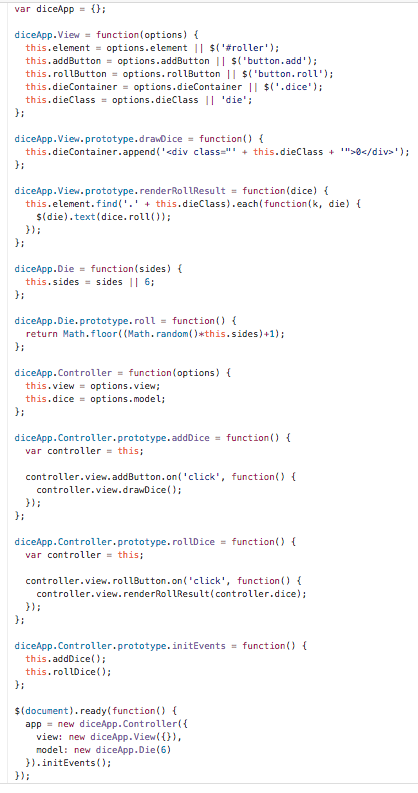 var diceApp = {};

diceApp.View = function(options) {
  this.element = options.element || $('#roller');
  this.addButton = options.addButton || $('button.add');
  this.rollButton = options.rollButton || $('button.roll');
  this.dieContainer = options.dieContainer || $('.dice');
  this.dieClass = options.dieClass || 'die';
};

diceApp.View.prototype.drawDice = function() {
  this.dieContainer.append('<div class="' + this.dieClass + '">0</div>');
};

diceApp.View.prototype.renderRollResult = function(dice) {
  this.element.find('.' + this.dieClass).each(function(k, die) {
    $(die).text(dice.roll());
  });
};

diceApp.Die = function(sides) {
  this.sides = sides || 6;
};

diceApp.Die.prototype.roll = function() {
  return Math.floor((Math.random()*this.sides)+1);
};

diceApp.Controller = function(options) {
  this.view = options.view;
  this.dice = options.model;
};

diceApp.Controller.prototype.addDice = function() {
  var controller = this;

  controller.view.addButton.on('click', function() {
    controller.view.drawDice();
  });
};

diceApp.Controller.prototype.rollDice = function() {
  var controller = this;

  controller.view.rollButton.on('click', function() {
    controller.view.renderRollResult(controller.dice);
  });
};

diceApp.Controller.prototype.initEvents = function() {
  this.addDice();
  this.rollDice();
};

$(document).ready(function() {
  app = new diceApp.Controller({
    view: new diceApp.View({}),
    model: new diceApp.Die(6)
  }).initEvents();
});